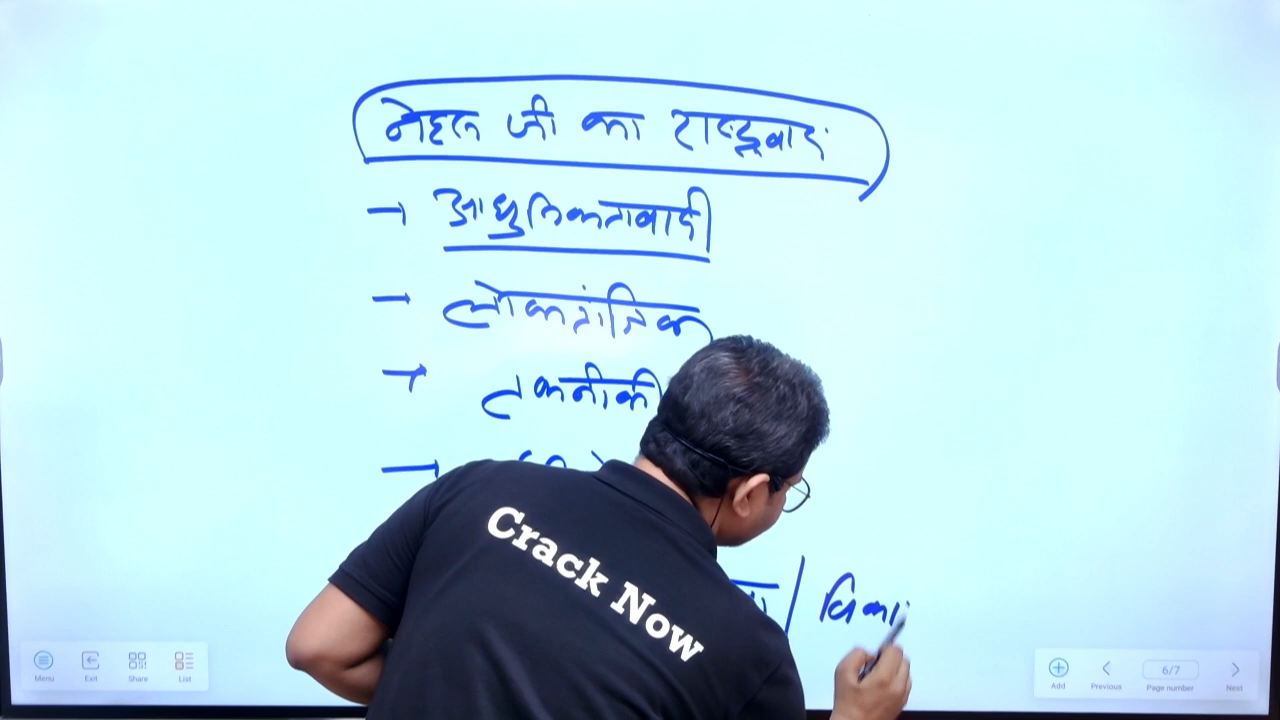 नेहरू जी का राष्ट्रवाद
→ आधुनिकतावादी
→ लोकतांत्रिक
→ तकनीकी
Crack Now
Menu
Exit
Share
List
Add
Previous
6/7
Page number
Next